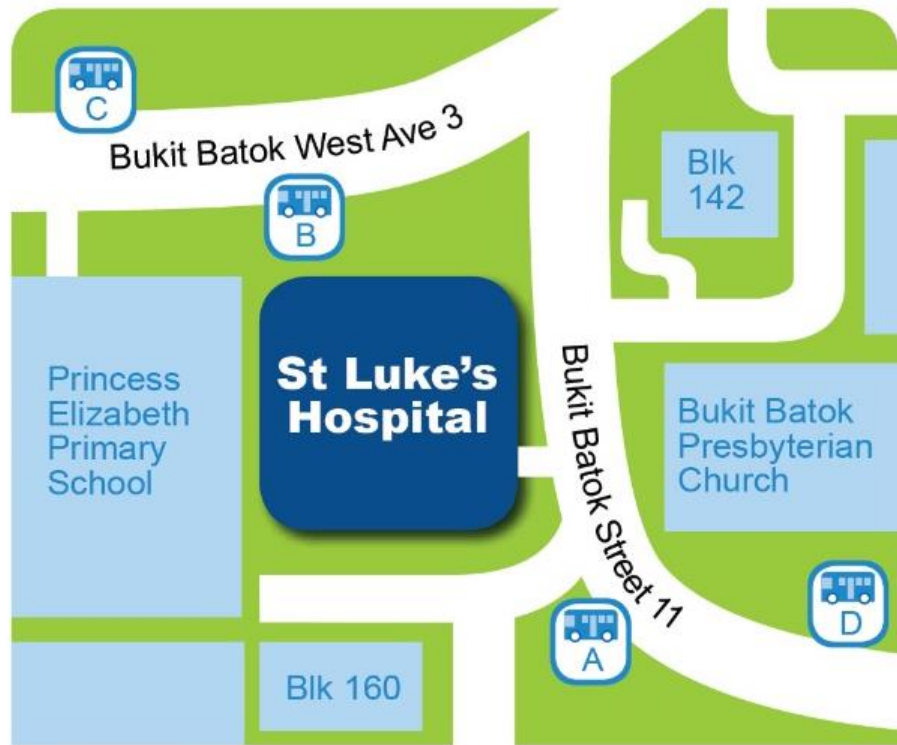 C
Bukit Batok West Ave 3
B
Blk
142
St Luke's
Hospital
Princess
Elizabeth
Primary
School
Bukit Batok Street 11
Bukit Batok
Presbyterian
Church
D
A
Blk 160